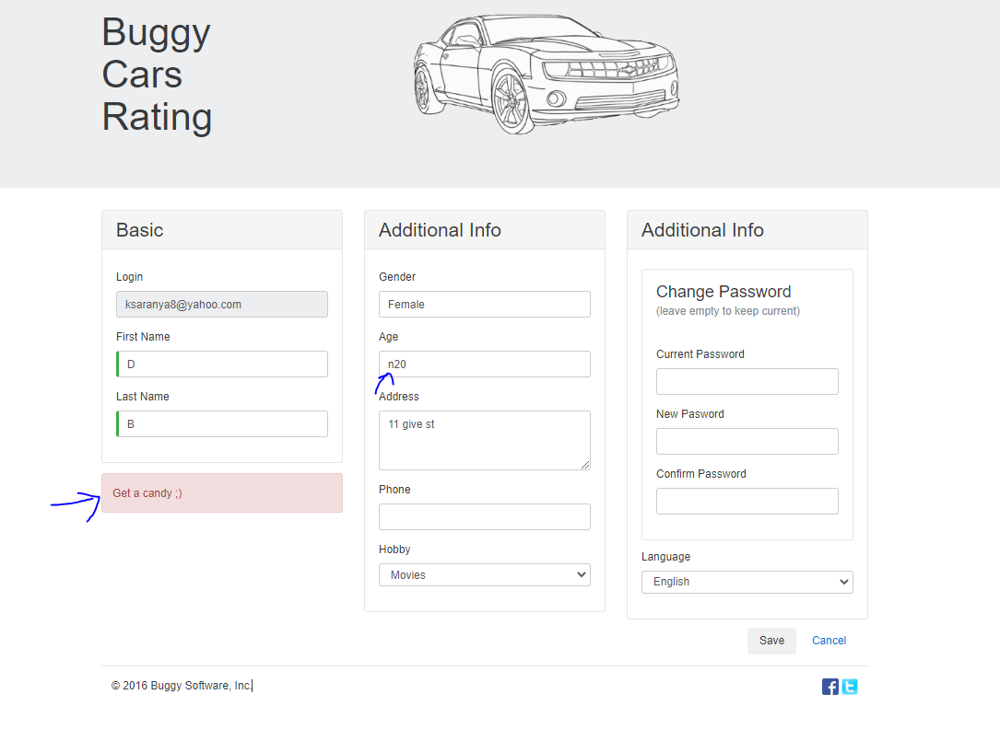 Buggy
Cars
Rating
Basic
Login
ksaranya8@yahoo.com
First Name
D
Last Name
B
Get a candy ;)
Additional Info
Gender
Female
Age
n20
Address
11 give st
Phone
Hobby
Movies
Additional Info
Change Password
(leave empty to keep current)
Current Password
New Pasword
Confirm Password
Language
English
Save Cancel
© 2016 Buggy Software, Inc.